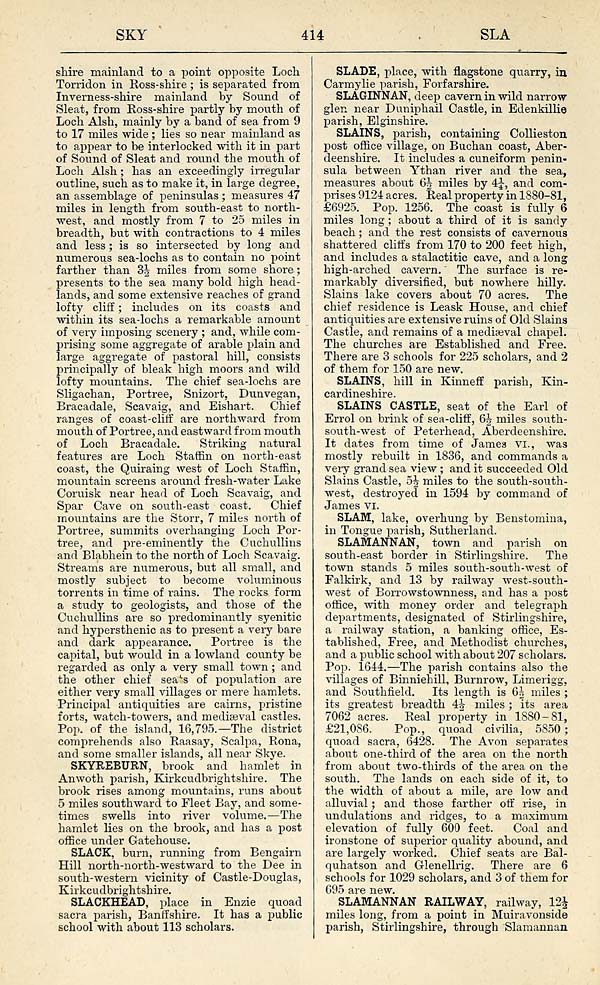 SKY 414 SLA
shire mainland to a point opposite Loch
Torridon in Ross-shire ; is separated from
Inverness-shire mainland by Sound of
Sleat, from Ross-shire partly by mouth of
Loch Alsh, mainly by a band of sea from 9
to 17 miles wide ; lies so near mainland as
to appear to be interlocked with it in part
of Sound of Sleat and round the mouth of
Loch Alsh ; has an exceedingly irregular
outline, such as to make it, in large degree,
an assemblage of peninsulas ; measures 47
miles in length from south-east to north-
west, and mostly from 7 to 25 miles in
breadth, but with contractions to 4 miles
and less ; is so intersected by long and
numerous sea-lochs as to contain no point
farther than 3½ miles from some shore ;
presents to the sea many bold high head-
lands, and some extensive reaches of grand
lofty cliff ; includes on its coasts and
within its sea-lochs a remarkable amount
of very imposing scenery ; and, while com-
prising some aggregate of arable plain and
large aggregate of pastoral hill, consists
principally of bleak high moors and wild
lofty mountains. The chief sea-lochs are
Sligachan, Portree, Snizort, Dunvegan,
Bracadale, Scavaig, and Eishart. Chief
ranges of coast-cliff are northward from
mouth of Portree, and eastward from mouth
of Loch Bracadale. Striking natural
features are Loch Staffin on north-east
coast, the Quiraing west of Loch Staffin,
mountain screens around fresh-water Lake
Coruisk near head of Loch Scavaig, and
Spar Cave on south-east coast. Chief
mountains are the Storr, 7 miles north of
Portree, summits overhanging Loch Por-
tree, and pre-eminently the Cuchullins
and Blabhein to the north of Loch Scavaig.
Streams are numerous, but all small, and
mostly subject to become voluminous
torrents in time of rains. The rocks form
a study to geologists, and those of the
Cuchullins are so predominantly syenitic
and hypersthenic as to present a very bare
and dark appearance. Portree is the
capital, but would in a lowland county be
regarded as only a very small town ; and
the other chief seats of population are
either very small villages or mere hamlets.
Principal antiquities are cairns, pristine
forts, watch-towers, and mediæval castles.
Pop. of the island, 16,795.—The district
comprehends also Raasay, Scalpa, Rona,
and some smaller islands, all near Skye.
SKYREBURN, brook and hamlet in
Anwoth parish, Kirkcudbrightshire. The
brook rises among mountains, runs about
5 miles southward to Fleet Bay, and some-
times swells into river volume.—The
hamlet lies on the brook, and has a post
office under Gatehouse.
SLACK, burn, running from Bengairn
Hill north-north-westward to the Dee in
south-western vicinity of Castle-Douglas,
Kirkcudbrightshire.
SLACKHEAD, place in Enzie quoad
sacra parish, Banffshire. It has a public
school with about 113 scholars.
SLADE, place, with flagstone quarry, in
Carmylie parish, Forfarshire.
SLAGINNAN, deep cavern in wild narrow
glen near Duniphail Castle, in Edenkillie
parish, Elginshire.
SLAINS, parish, containing Collieston
post office village, on Buchan coast, Aber-
deenshire. It includes a cuneiform penin-
sula between Ythan river and the sea,
measures about 6½ miles by 4¼, and com-
prises 9124 acres. Real property in 1880-81,
£6925. Pop. 1256. The coast is fully 6
miles long ; about a third of it is sandy
beach ; and the rest consists of cavernous
shattered cliffs from 170 to 200 feet high,
and includes a stalactitic cave, and a long
high-arched cavern. The surface is re-
markably diversified, but nowhere hilly.
Slains lake covers about 70 acres. The
chief residence is Leask House, and chief
antiquities are extensive ruins of Old Slains
Castle, and remains of a mediæval chapel.
The churches are Established and Free.
There are 3 schools for 225 scholars, and 2
of them for 150 are new.
SLAINS, hill in Kinneff parish, Kin-
cardineshire.
SLAINS CASTLE, seat of the Earl of
Errol on brink of sea-cliff, 6½ miles south-
south-west of Peterhead, Aberdeenshire.
It dates from time of James VI., was
mostly rebuilt in 1836, and commands a
very grand sea view ; and it succeeded Old
Slains Castle, 5½ miles to the south-south-
west, destroyed in 1594 by command of
James VI.
SLAM, lake, overhung by Benstomina,
in Tongue parish, Sutherland.
SLAMANNAN, town and parish on
south-east border in Stirlingshire. The
town stands 5 miles south-south-west of
Falkirk, and 13 by railway west-south-
west of Borrowstowness, and has a post
office, with money order and telegraph
departments, designated of Stirlingshire,
a railway station, a banking office, Es-
tablished, Free, and Methodist churches,
and a public school with about 207 scholars.
Pop. 1644.—The parish contains also the
villages of Binniehill, Burnrow, Limerigg,
and Southfield. Its length is 6½ miles ;
its greatest breadth 4½ miles ; its area
7062 acres. Real property in 1880-81,
£21,086. Pop., quoad civilia, 5850 ;
quoad sacra, 6428. The Avon separates
about one-third of the area on the north
from about two-thirds of the area on the
south. The lands on each side of it, to
the width of about a mile, are low and
alluvial ; and those farther off rise, in
undulations and ridges, to a maximum
elevation of fully 600 feet. Coal and
ironstone of superior quality abound, and
are largely worked. Chief seats are Bal-
quhatson and Glenellrig. There are 6
schools for 1029 scholars, and 3 of them for
695 are new.
SLAMANNAN RAILWAY, railway, 12½
miles long, from a point in Muiravonside
parish, Stirlingshire, through Slamannan